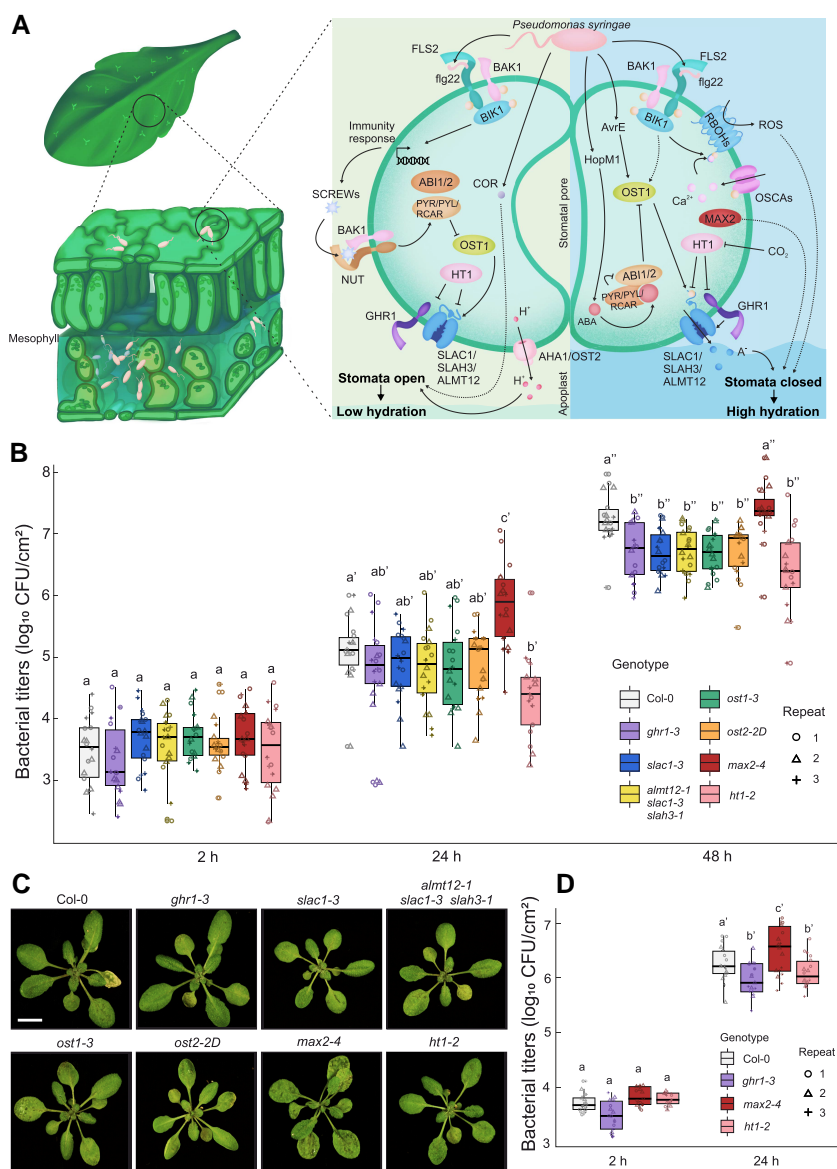 A
Pseudomonas syringae
FLS2
BAK1
flg22
BIK1
Immunity
response
SCREWs
ABI1/2
PYR/PYL/
RCAR
COR
BAK1
NUT
OST1
HT1
GHR1
SLAC1/
SLAH3/
ALMT12
H⁺
AHA1/OST2
H⁺
Stomata open
Low hydration
Mesophyll
Stomatal pore
Apoplast
FLS2
BAK1
flg22
BIK1
RBOHs
ROS
AvrE
HopM1
OST1
Ca²⁺
OSCAs
MAX2
HT1
CO₂
ABI1/2
PYR/PYL/
RCAR
ABA
GHR1
SLAC1/
SLAH3/
ALMT12
A⁻
Stomata closed
High hydration
B
Bacterial titers (log₁₀ CFU/cm²)
8
7
6
5
4
3
a
a
a
a
a
a
a
a
a'
ab'
ab'
ab'
ab'
ab'
c'
b'
a''
b''
b''
b''
b''
b''
a''
b''
2 h
24 h
48 h
Genotype
Col-0
ghr1-3
slac1-3
almt12-1
slac1-3
slah3-1
ost1-3
ost2-2D
max2-4
ht1-2
Repeat
1
2
3
C
Col-0
ghr1-3
slac1-3
almt12-1
slac1-3 slah3-1
ost1-3
ost2-2D
max2-4
ht1-2
D
Bacterial titers (log₁₀ CFU/cm²)
7
6
4
3
a
a
a
a
a'
b'
c'
b'
2 h
24 h
Genotype
Col-0
ghr1-3
max2-4
ht1-2
Repeat
1
2
3